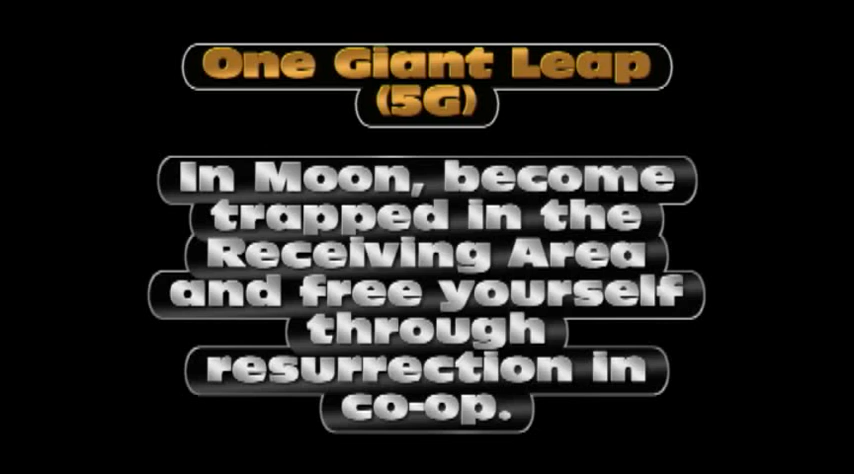 One Giant Leap
(5G)
In Moon, become
trapped in the
Receiving Area
and free yourself
through
resurrection in
co-op.